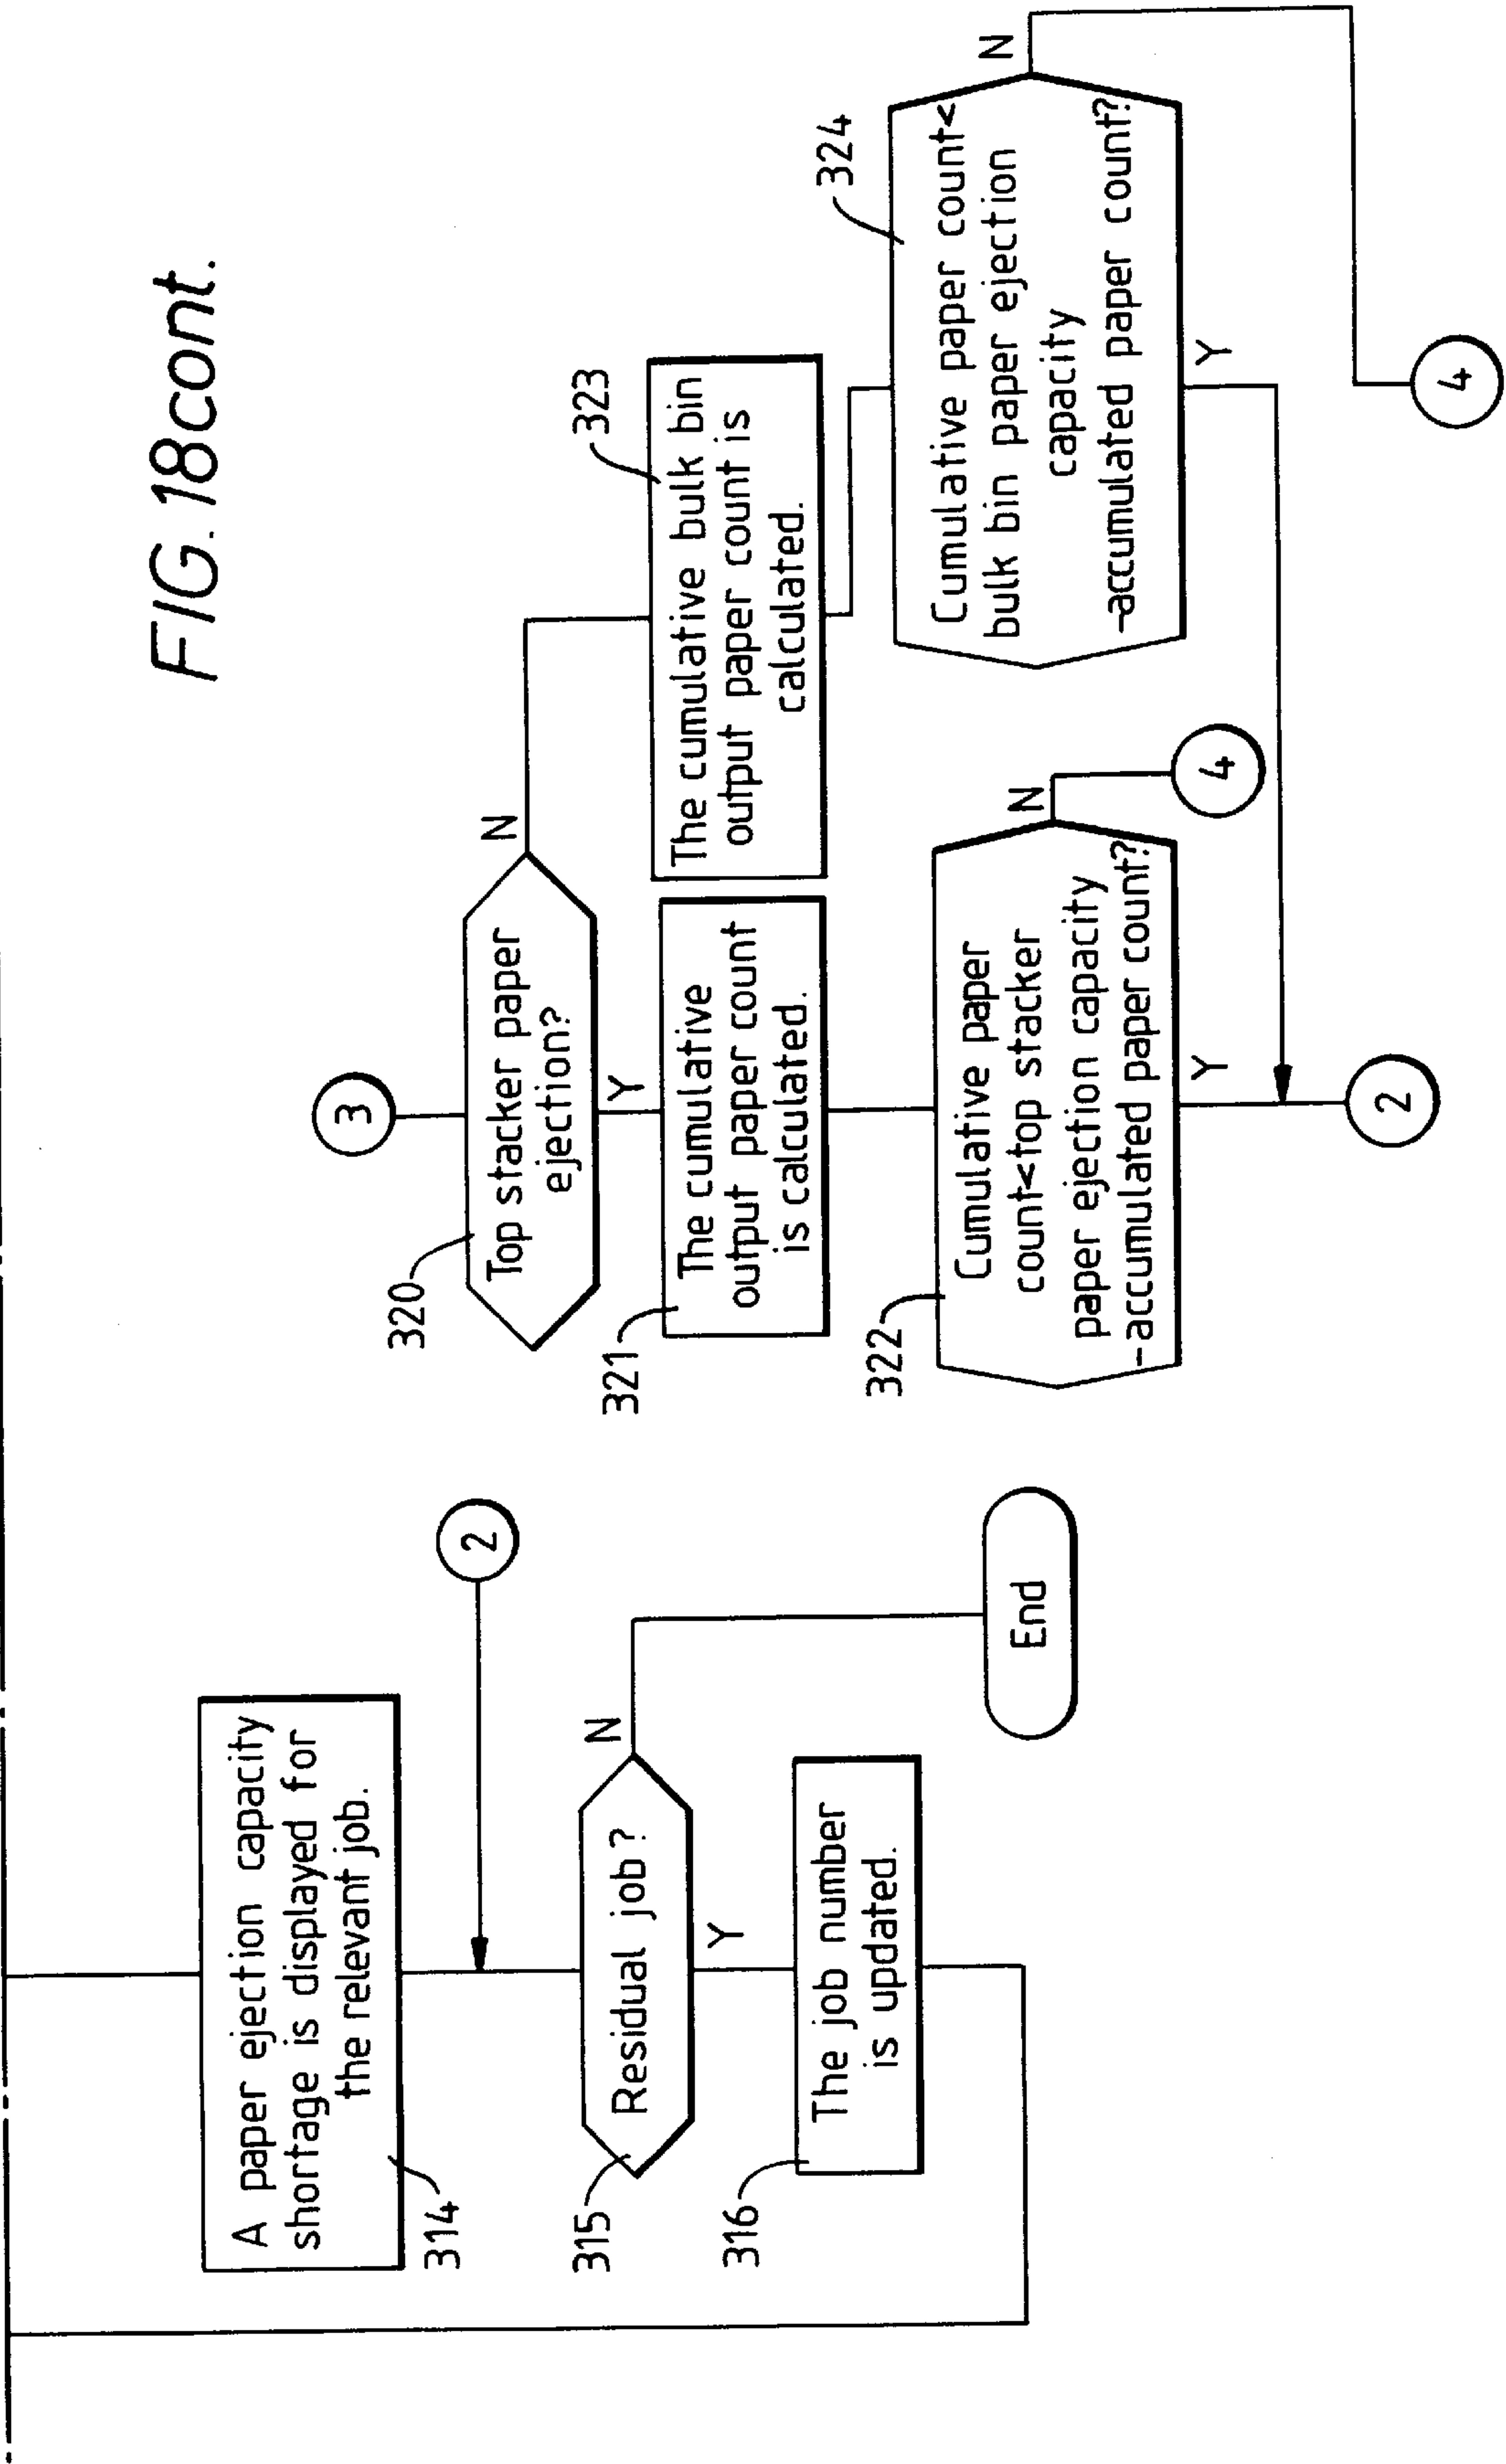 FIG. 18cont.
A paper ejection capacity
shortage is displayed for
the relevant job.
314
2
Residual job?
315
N
Y
The job number
is updated.
316
End
3
Top stacker paper
ejection?
320
N
Y
The cumulative
output paper count
is calculated.
321
Cumulative paper
count<top stacker
paper ejection capacity
-accumulated paper count?
322
N
4
Y
2
The cumulative bulk bin
output paper count is
calculated.
323
Cumulative paper count<
bulk bin paper ejection
capacity
-accumulated paper count?
324
N
Y
4